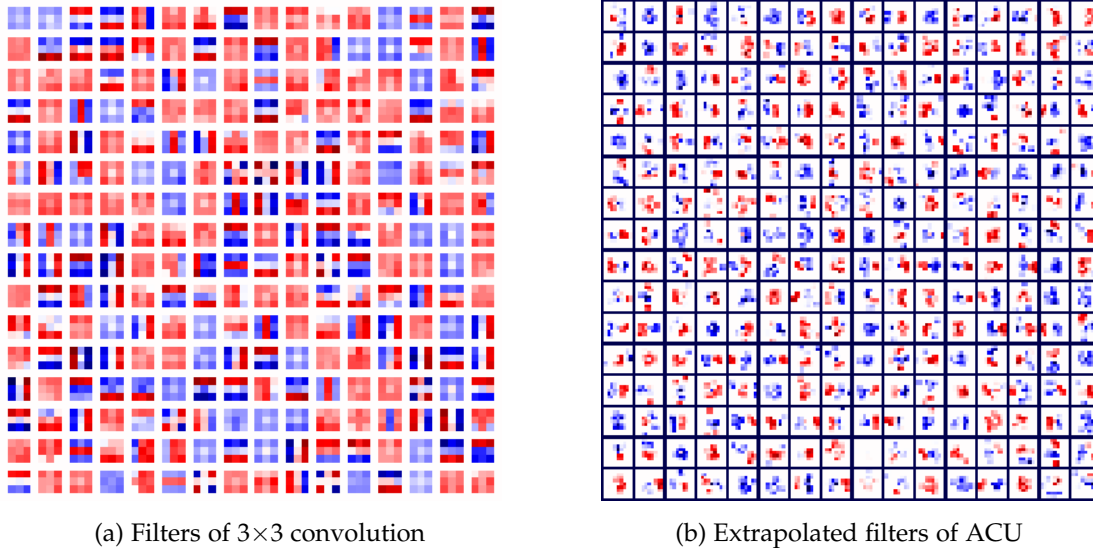 (a) Filters of 3×3 convolution
(b) Extrapolated filters of ACU